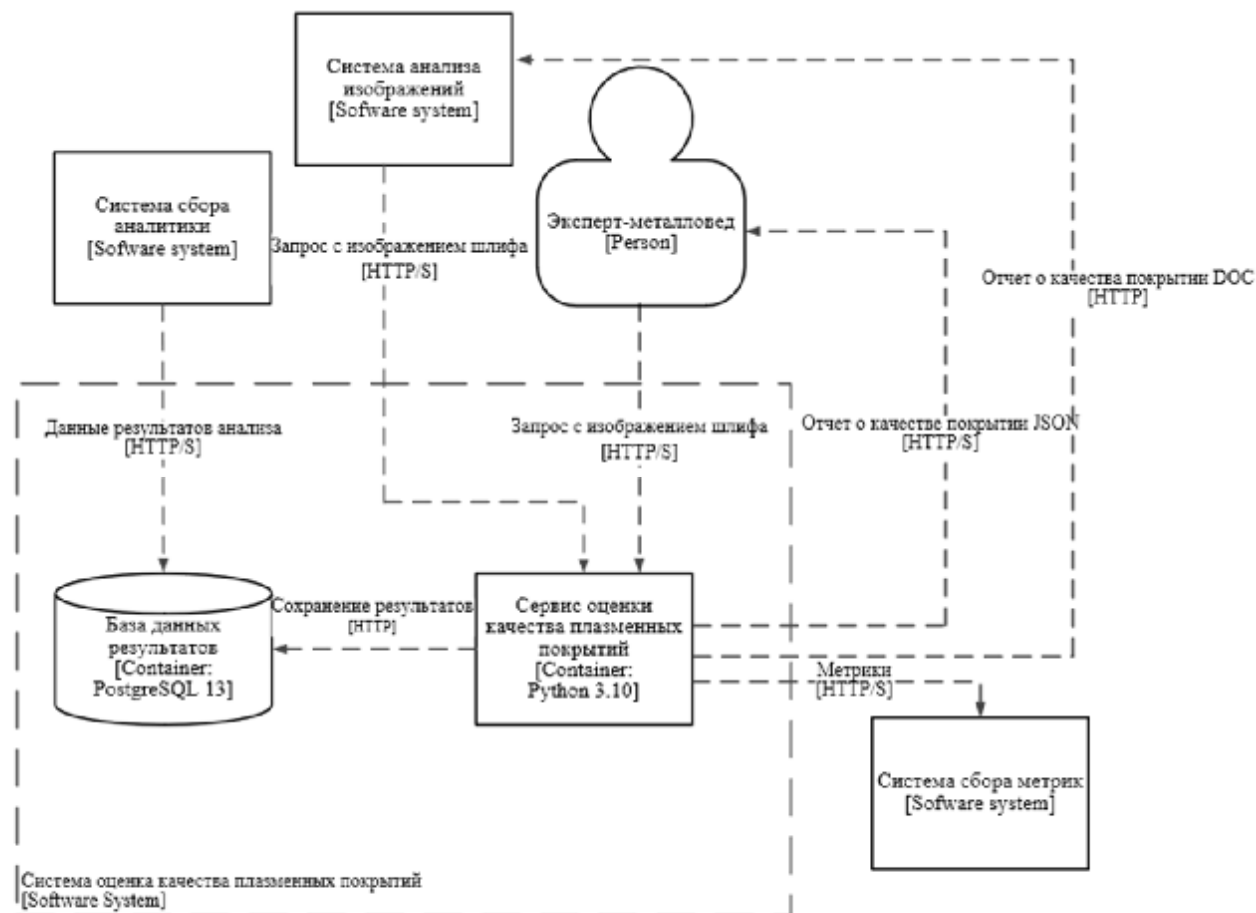 Система анализа
изображений
[Sofware system]
Система сбора
аналитики
[Software system]
Запрос с изображением шлифа
[HTTP/S]
Эксперт-металловед
[Person]
Отчет о качества покрытии DOC
[HTTP]
Данные результатов анализа
[HTTP/S]
Запрос с изображением шлифа
[HTTP/S]
Отчет о качестве покрытии JSON
[HTTP/S]
База данных
результатов
[Container:
PostgreSQL 13]
Сохранение результатов
[HTTP]
Сервис оценки
качества плазменных
покрытий
[Container:
Python 3.10]
Метрики
[HTTP/S]
Система сбора метрик
[Sofware system]
Система оценка качества плазменных покрытий
[Software System]